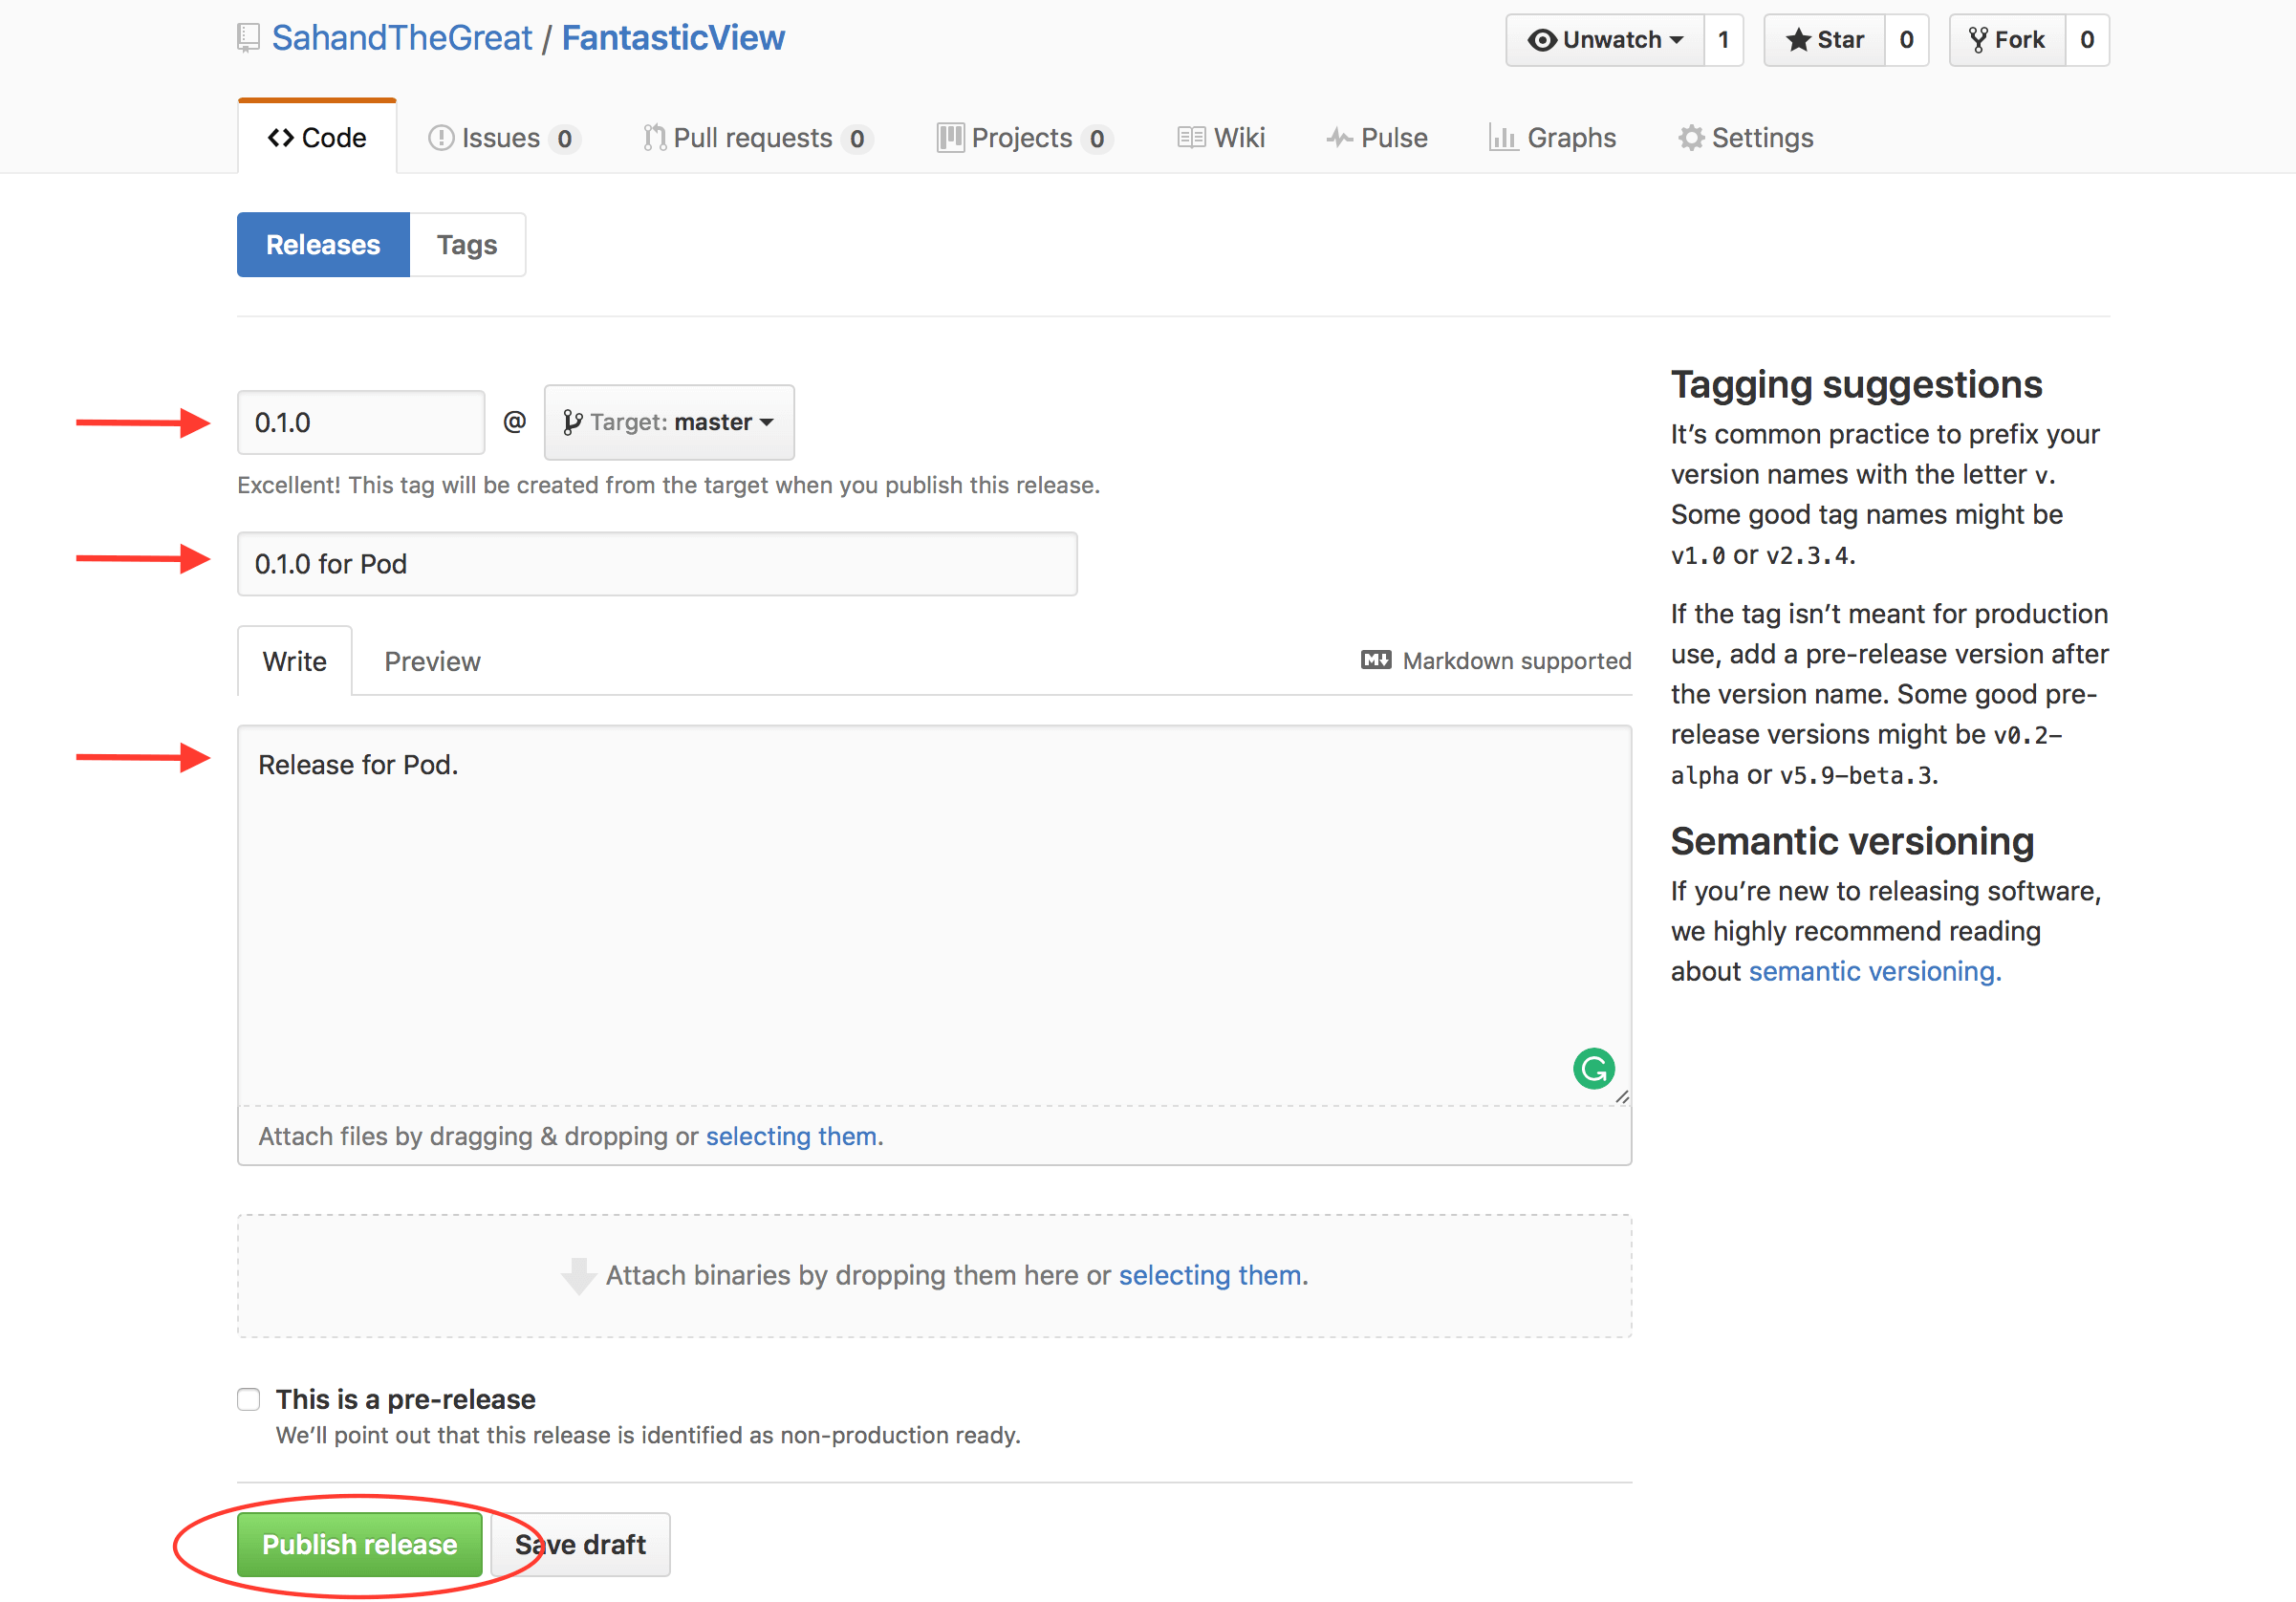 SahandTheGreat / FantasticView
Unwatch 1 Star 0 Fork 0
Code Issues 0 Pull requests 0 Projects 0 Wiki Pulse Graphs Settings
Releases Tags
0.1.0 @ Target: master
Excellent! This tag will be created from the target when you publish this release.
0.1.0 for Pod
Write Preview Markdown supported
Release for Pod.
Attach files by dragging & dropping or selecting them.
Attach binaries by dropping them here or selecting them.
This is a pre-release
We’ll point out that this release is identified as non-production ready.
Publish release Save draft
Tagging suggestions
It’s common practice to prefix your
version names with the letter v.
Some good tag names might be
v1.0 or v2.3.4.
If the tag isn’t meant for production
use, add a pre-release version after
the version name. Some good pre-
release versions might be v0.2-
alpha or v5.9-beta.3.
Semantic versioning
If you’re new to releasing software,
we highly recommend reading
about semantic versioning.